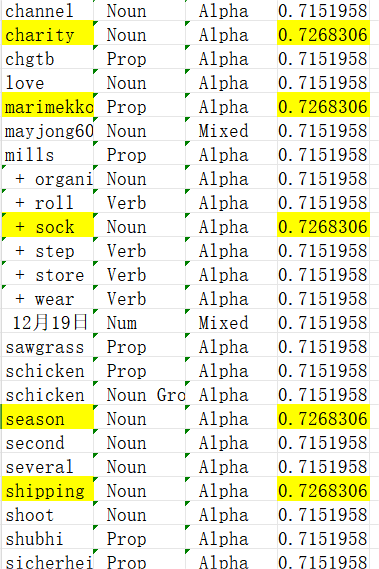 channel Noun Alpha 0.7151958
charity Noun Alpha 0.7268306
chgtb Prop Alpha 0.7151958
love Noun Alpha 0.7151958
marimekko Prop Alpha 0.7268306
mayjong60 Noun Mixed 0.7151958
mills Prop Alpha 0.7151958
+ organi Noun Alpha 0.7151958
+ roll Verb Alpha 0.7151958
+ sock Noun Alpha 0.7268306
+ step Verb Alpha 0.7151958
+ store Verb Alpha 0.7151958
+ wear Verb Alpha 0.7151958
12月19日 Num Mixed 0.7151958
sawgrass Prop Alpha 0.7151958
schicken Prop Alpha 0.7151958
schicken Noun Gro Alpha 0.7151958
season Noun Alpha 0.7268306
second Noun Alpha 0.7151958
several Noun Alpha 0.7151958
shipping Noun Alpha 0.7268306
shoot Noun Alpha 0.7151958
shubhi Prop Alpha 0.7151958
sicherhei Prop Alpha 0.7151958